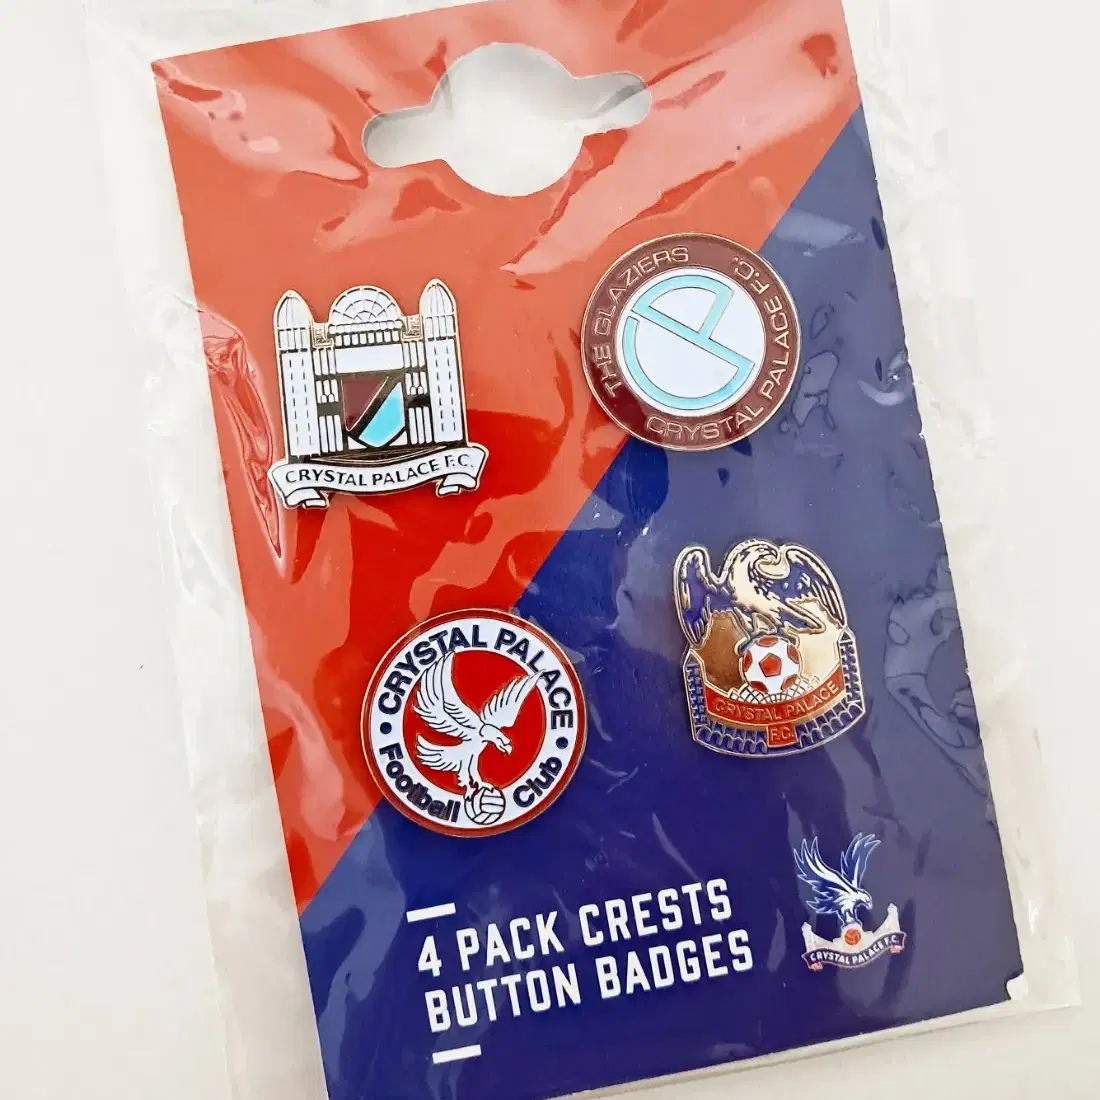 THE GLAZIERS
CRYSTAL PALACE F.C.
CP
CRYSTAL PALACE F.C.
CRYSTAL PALACE
F.C.
CRYSTAL PALACE
Football Club
4 PACK CRESTS
BUTTON BADGES
CRYSTAL PALACE F.C.